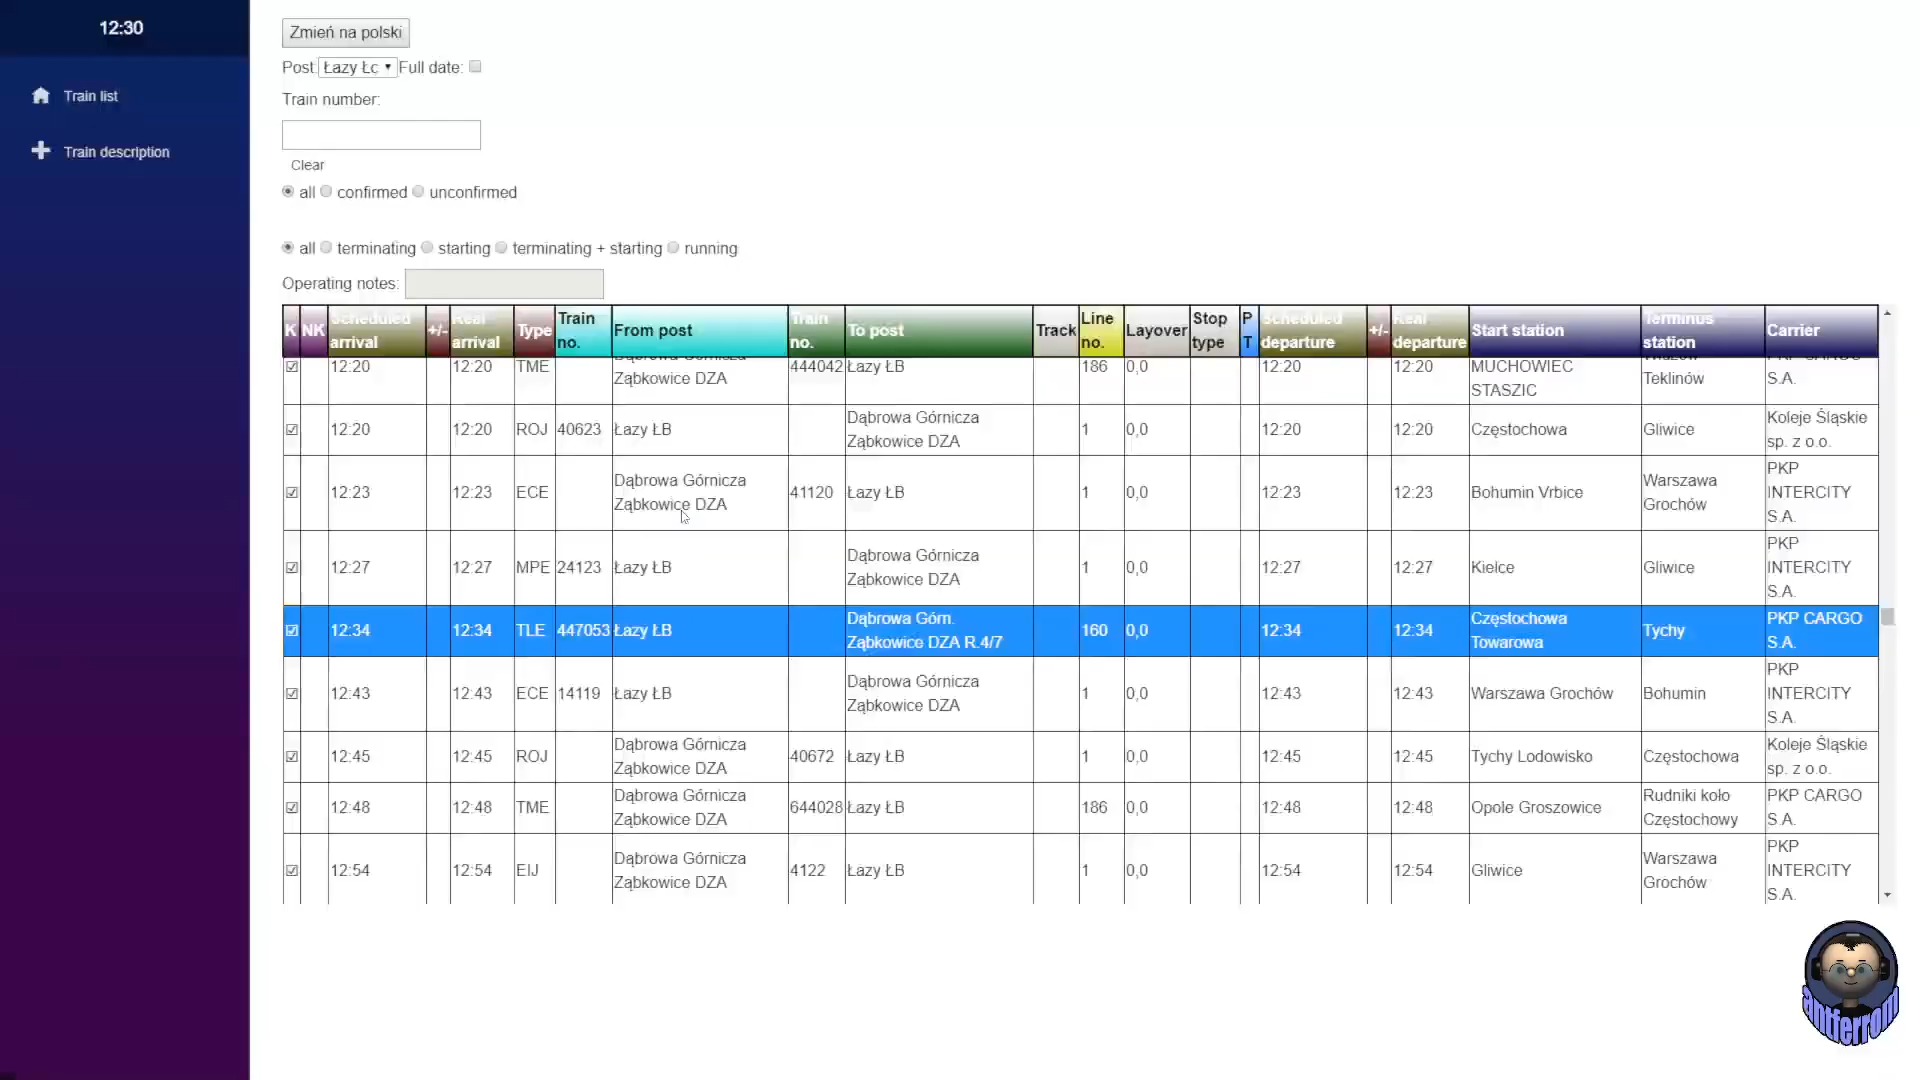 12:30
Train list
Train description
Zmień na polski
Post Łazy Łc Full date:
Train number:
Clear
all confirmed unconfirmed
all terminating starting terminating + starting running
Operating notes:
K NK Scheduled arrival +/- Real arrival Type Train no. From post Train no. To post Track Line no. Layover Stop type P T Scheduled departure +/- Real departure Start station Terminus station Carrier
12:20 12:20 TME Dąbrowa Górnicza Ząbkowice DZA 444042 Łazy ŁB 186 0,0 12:20 12:20 MUCHOWIEC STASZIC Teklinów S.A.
12:20 12:20 ROJ 40623 Łazy ŁB Dąbrowa Górnicza Ząbkowice DZA 1 0,0 12:20 12:20 Częstochowa Gliwice Koleje Śląskie sp. z o.o.
12:23 12:23 ECE Dąbrowa Górnicza Ząbkowice DZA 41120 Łazy ŁB 1 0,0 12:23 12:23 Bohumin Vrbice Warszawa Grochów PKP INTERCITY S.A.
12:27 12:27 MPE 24123 Łazy ŁB Dąbrowa Górnicza Ząbkowice DZA 1 0,0 12:27 12:27 Kielce Gliwice PKP INTERCITY S.A.
12:34 12:34 TLE 447053 Łazy ŁB Dąbrowa Górn. Ząbkowice DZA R.4/7 160 0,0 12:34 12:34 Częstochowa Towarowa Tychy PKP CARGO S.A.
12:43 12:43 ECE 14119 Łazy ŁB Dąbrowa Górnicza Ząbkowice DZA 1 0,0 12:43 12:43 Warszawa Grochów Bohumin PKP INTERCITY S.A.
12:45 12:45 ROJ Dąbrowa Górnicza Ząbkowice DZA 40672 Łazy ŁB 1 0,0 12:45 12:45 Tychy Lodowisko Częstochowa Koleje Śląskie sp. z o.o.
12:48 12:48 TME Dąbrowa Górnicza Ząbkowice DZA 644028 Łazy ŁB 186 0,0 12:48 12:48 Opole Groszowice Rudniki koło Częstochowy PKP CARGO S.A.
12:54 12:54 EIJ Dąbrowa Górnicza Ząbkowice DZA 4122 Łazy ŁB 1 0,0 12:54 12:54 Gliwice Warszawa Grochów PKP INTERCITY S.A.
antferrom